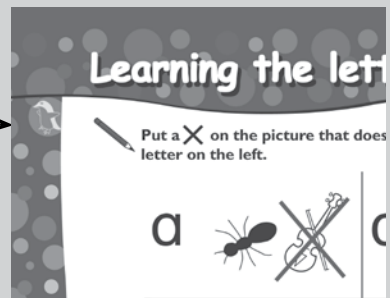 Learning the lett
Put a X on the picture that does
letter on the left.
a